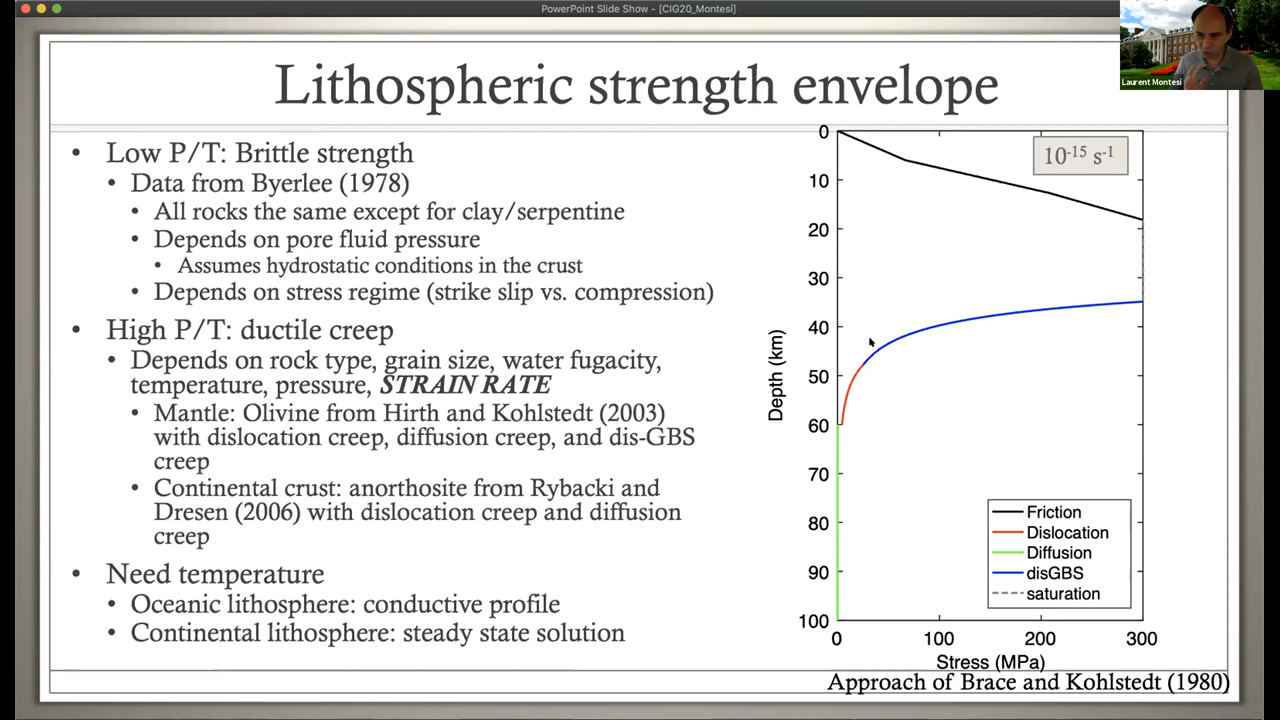 PowerPoint Slide Show - [CIG20_Montesi]
Laurent Montesi
Lithospheric strength envelope
• Low P/T: Brittle strength
• Data from Byerlee (1978)
• All rocks the same except for clay/serpentine
• Depends on pore fluid pressure
• Assumes hydrostatic conditions in the crust
• Depends on stress regime (strike slip vs. compression)
• High P/T: ductile creep
• Depends on rock type, grain size, water fugacity,
temperature, pressure, STRAIN RATE
• Mantle: Olivine from Hirth and Kohlstedt (2003)
with dislocation creep, diffusion creep, and dis-GBS
creep
• Continental crust: anorthosite from Rybacki and
Dresen (2006) with dislocation creep and diffusion
creep
• Need temperature
• Oceanic lithosphere: conductive profile
• Continental lithosphere: steady state solution
10⁻¹⁵ s⁻¹
0
10
20
30
40
50
60
70
80
90
100
Depth (km)
Friction
Dislocation
Diffusion
disGBS
saturation
0 100 200 300
Stress (MPa)
Approach of Brace and Kohlstedt (1980)